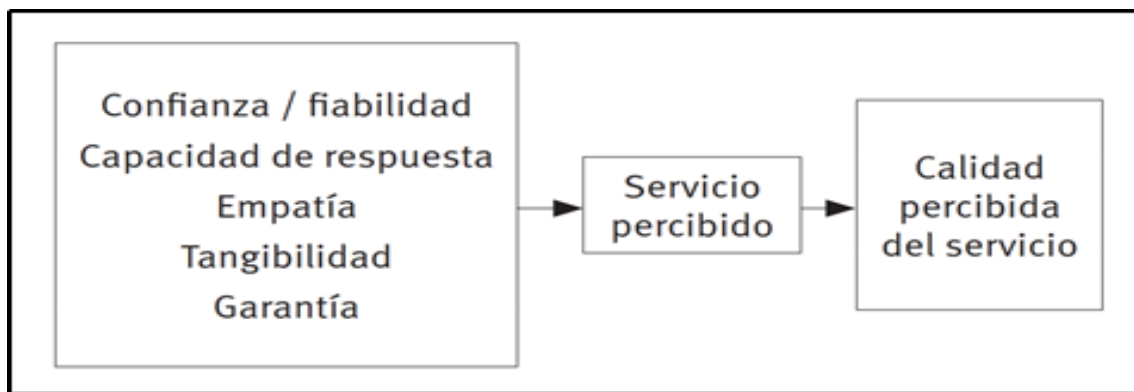 Confianza / fiabilidad
Capacidad de respuesta
Empatía
Tangibilidad
Garantía
Servicio
percibido
Calidad
percibida
del servicio